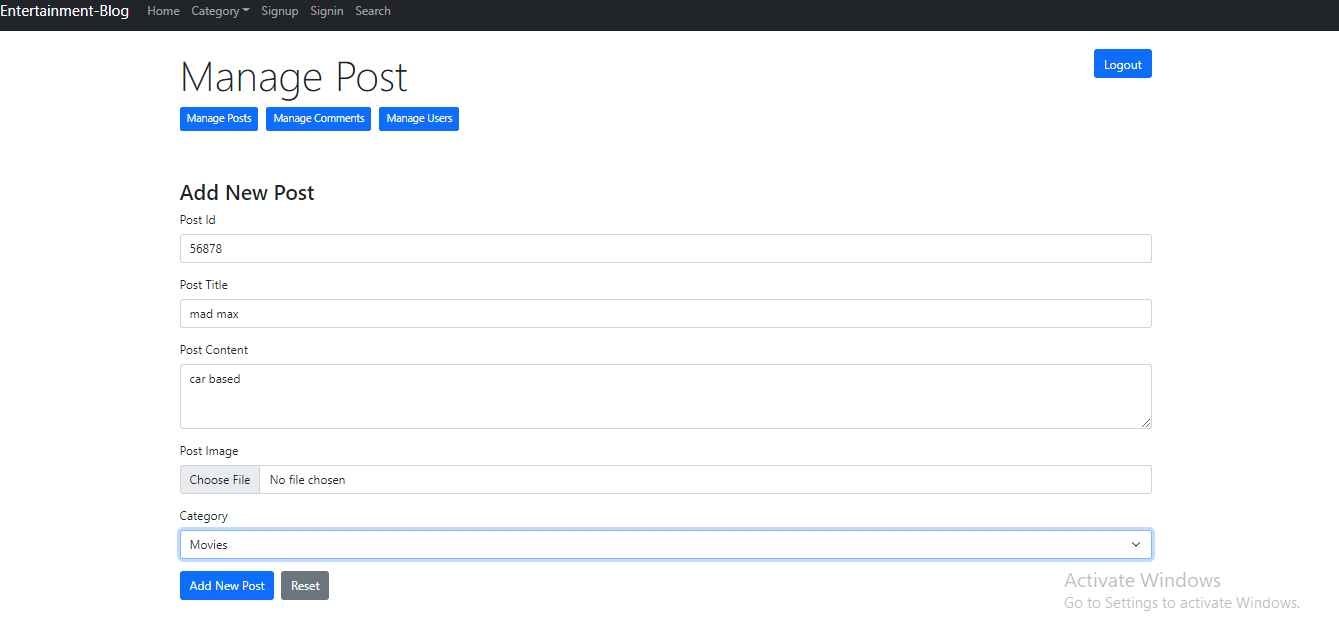 Entertainment-Blog Home Category Signup Signin Search
Manage Post
Logout
Manage Posts Manage Comments Manage Users
Add New Post
Post Id
56878
Post Title
mad max
Post Content
car based
Post Image
Choose File No file chosen
Category
Movies
Add New Post Reset
Activate Windows
Go to Settings to activate Windows.